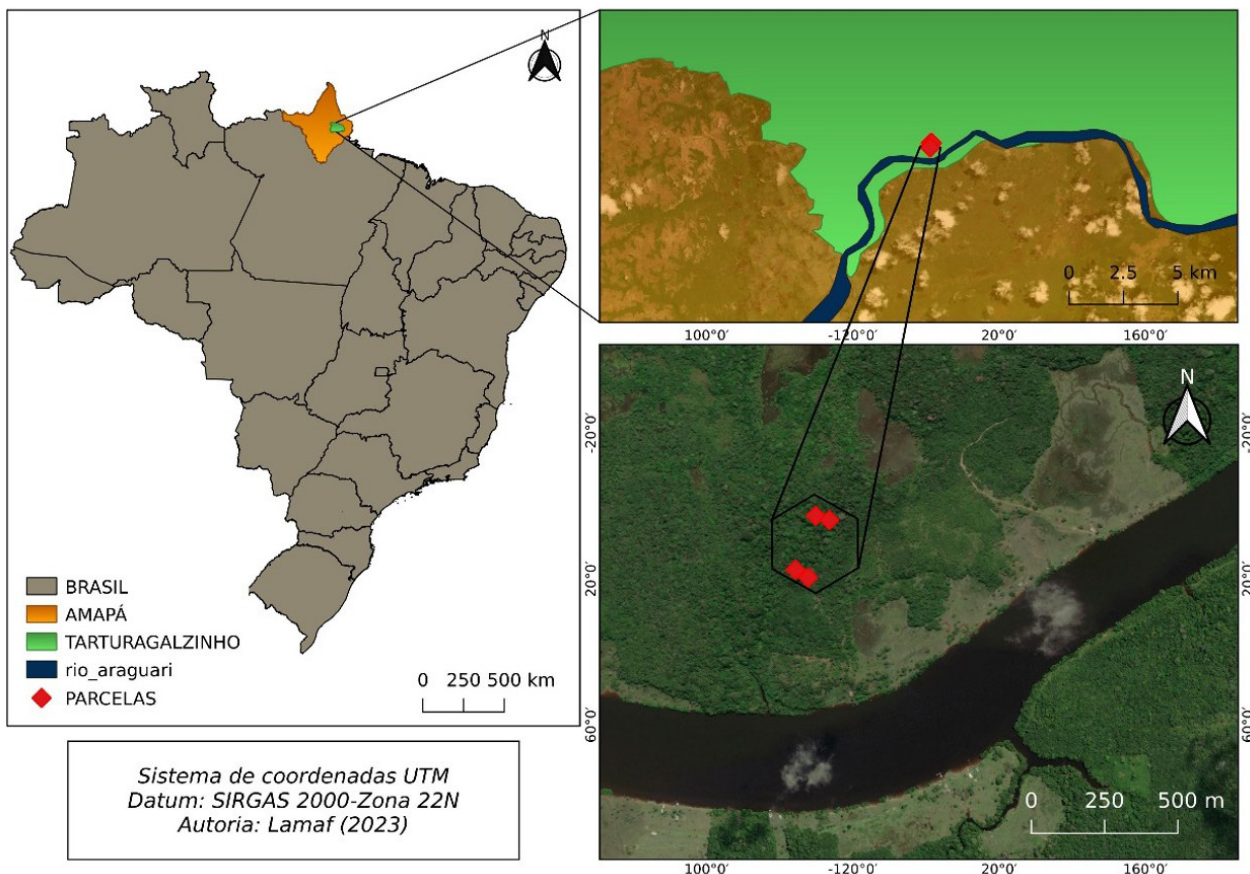 N
BRASIL
AMAPÁ
TARTURAGALZINHO
rio_araguari
PARCELAS
0 250 500 km
Sistema de coordenadas UTM
Datum: SIRGAS 2000-Zona 22N
Autoria: Lamaf (2023)
0 2.5 5 km
100°0′ -120°0′ 20°0′ 160°0′
N
-20°0′ -20°0′
20°0′ 20°0′
60°0′ 60°0′
0 250 500 m
100°0′ -120°0′ 20°0′ 160°0′